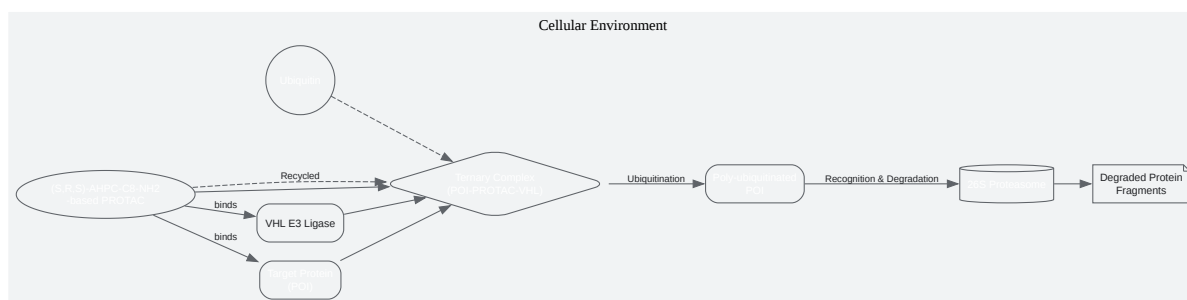 Cellular Environment
Ubiquitin
Recycled
(S,R,S)-AHPC-C6-NH2
based PROTAC
binds
binds
VHL E3 Ligase
Target Protein
(POI)
Ternary Complex
(POI-PROTAC-VHL)
Ubiquitination
Poly-ubiquitinated
POI
Recognition & Degradation
26S Proteasome
Degraded Protein
Fragments